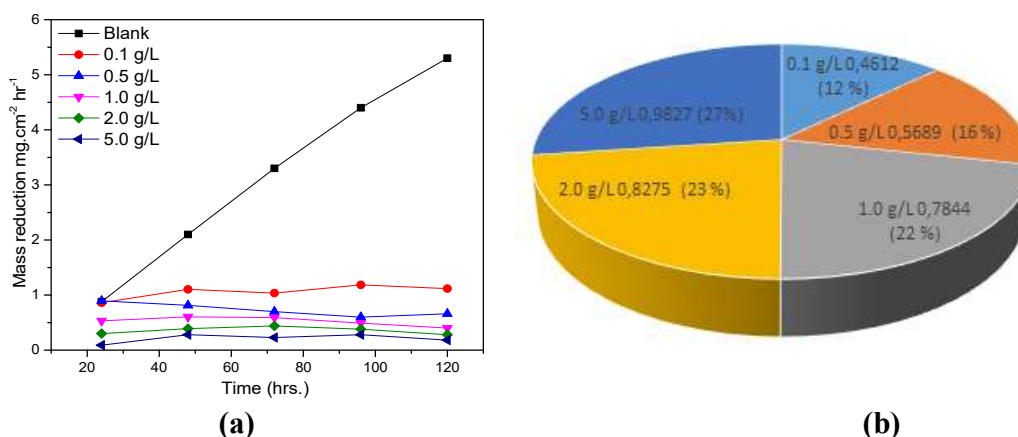 6
5
4
3
2
1
0
Mass reduction mg.cm⁻² hr⁻¹
Blank
0.1 g/L
0.5 g/L
1.0 g/L
2.0 g/L
5.0 g/L
20 40 60 80 100 120
Time (hrs.)
(a)
0.1 g/L 0,4612
(12 %)
0.5 g/L 0,5689 (16 %)
1.0 g/L 0,7844
(22 %)
2.0 g/L 0,8275 (23 %)
5.0 g/L 0,9827 (27%)
(b)